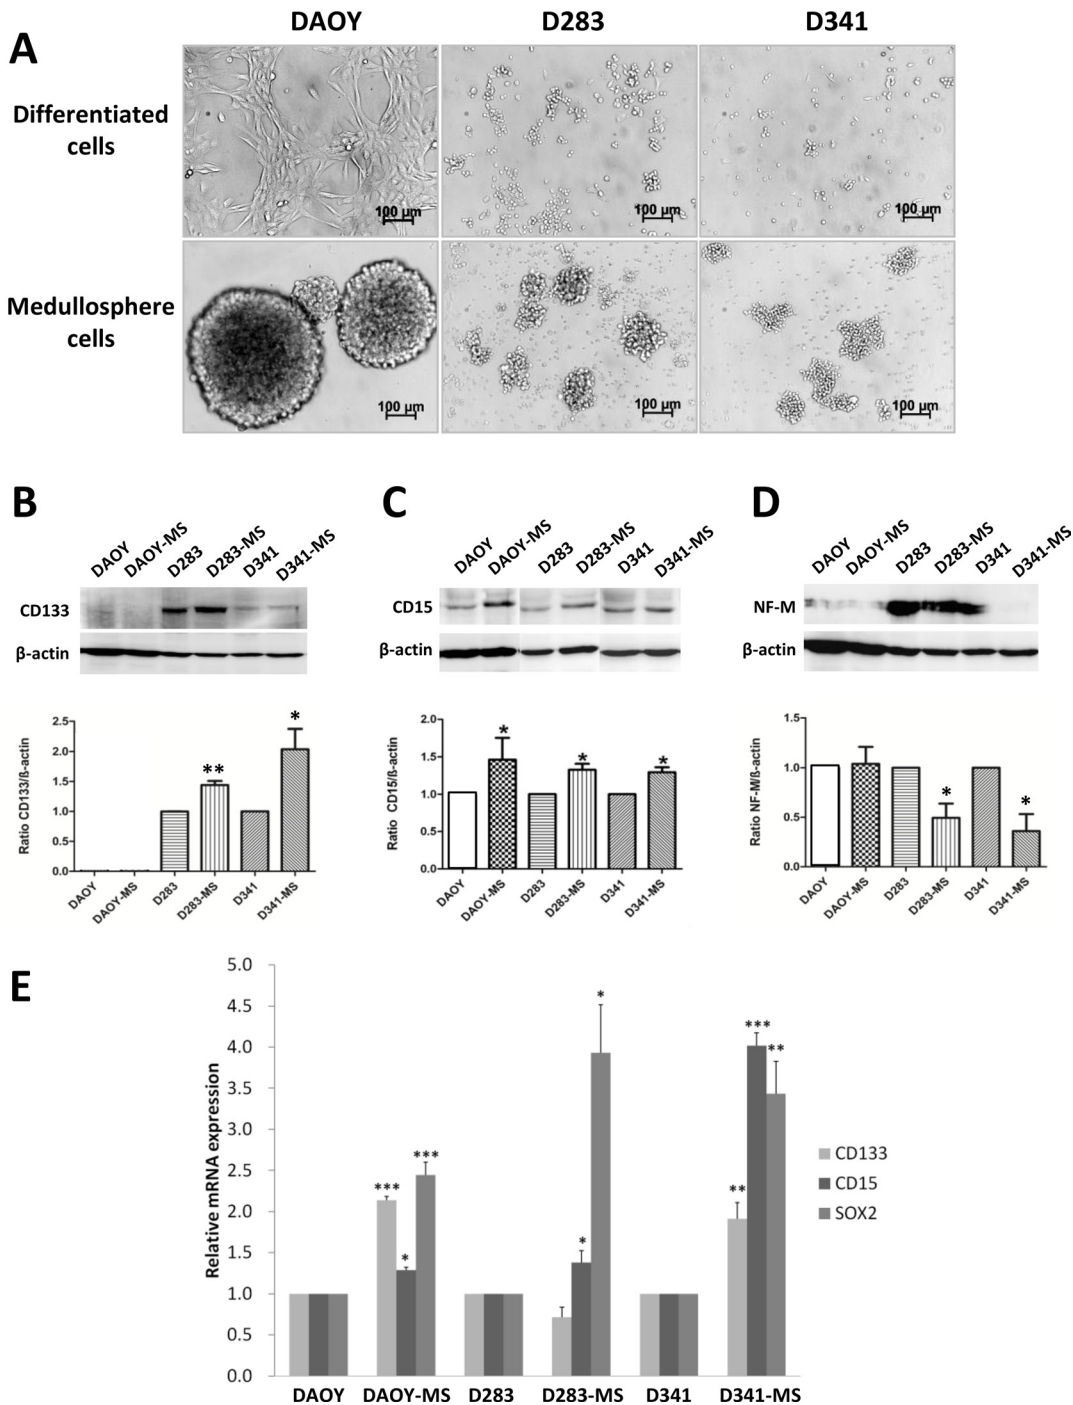 A
DAOY D283 D341
Differentiated
cells
100 µm 100 µm 100 µm
Medullosphere
cells
100 µm 100 µm 100 µm
B
DAOY DAOY-MS D283 D283-MS D341 D341-MS
CD133
β-actin
Ratio CD133/ß-actin
2.5
2.0
1.5
1.0
0.5
0.0
DAOY DAOY-MS D283 D283-MS D341 D341-MS
** *
C
DAOY DAOY-MS D283 D283-MS D341 D341-MS
CD15
β-actin
Ratio CD15/ß-actin
2.0
1.5
1.0
0.5
0.0
DAOY DAOY-MS D283 D283-MS D341 D341-MS
* * *
D
DAOY DAOY-MS D283 D283-MS D341 D341-MS
NF-M
β-actin
Ratio NF-M/ß-actin
1.5
1.0
0.5
0.0
DAOY DAOY-MS D283 D283-MS D341 D341-MS
* *
E
Relative mRNA expression
5.0
4.5
4.0
3.5
3.0
2.5
2.0
1.5
1.0
0.5
0.0
*** * *** * * ** *** **
CD133
CD15
SOX2
DAOY DAOY-MS D283 D283-MS D341 D341-MS